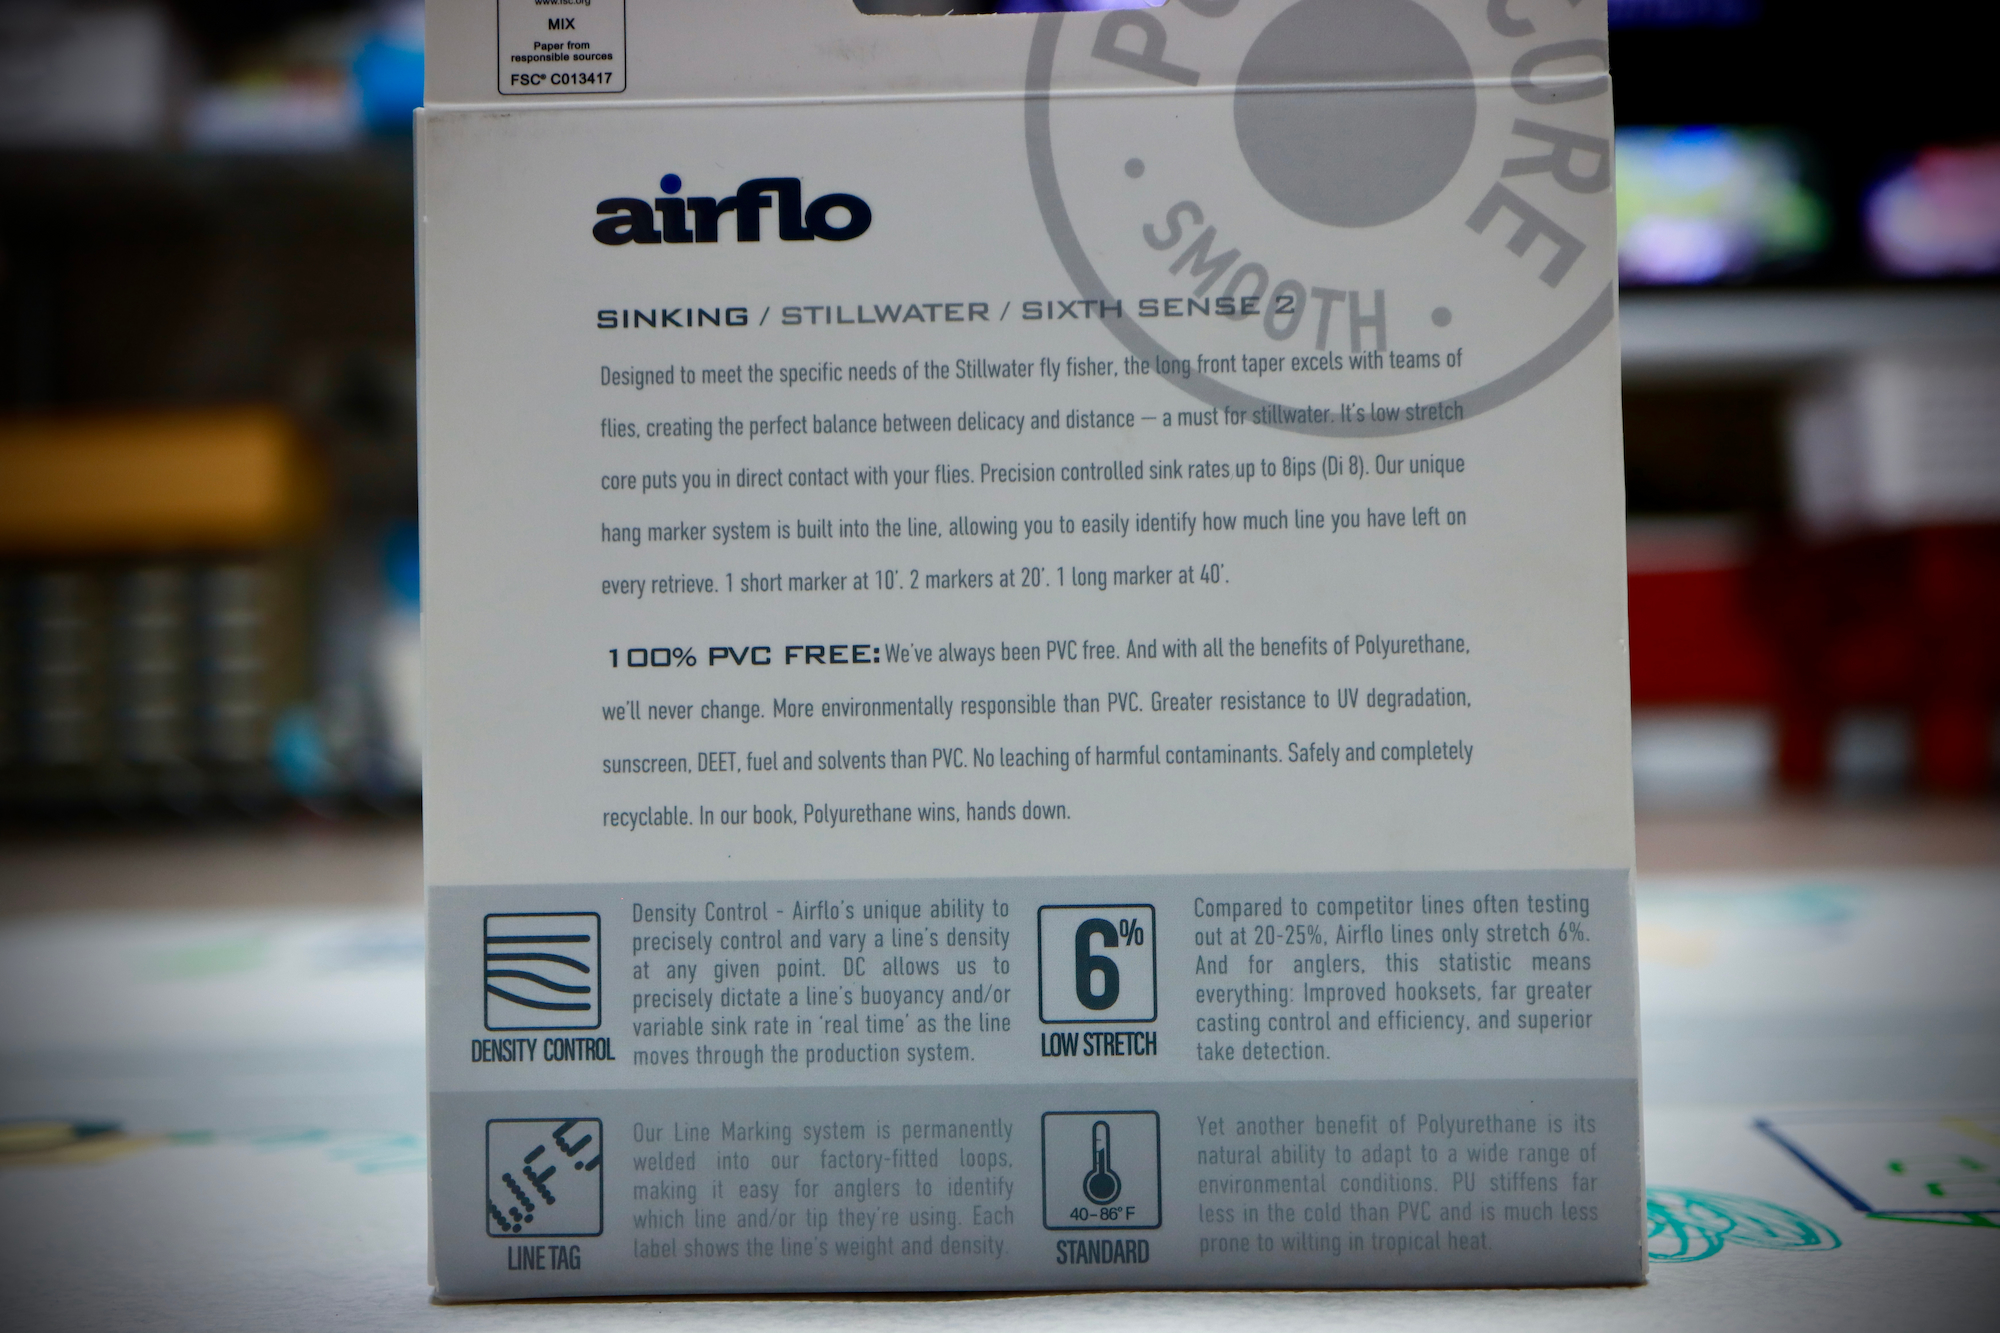 www.fsc.org
MIX
Paper from
responsible sources
FSC® C013417
CORE
• SMOOTH •
airflo
SINKING / STILLWATER / SIXTH SENSE 2
Designed to meet the specific needs of the Stillwater fly fisher, the long front taper excels with teams of
flies, creating the perfect balance between delicacy and distance – a must for stillwater. It's low stretch
core puts you in direct contact with your flies. Precision controlled sink rates up to 8ips (Di 8). Our unique
hang marker system is built into the line, allowing you to easily identify how much line you have left on
every retrieve. 1 short marker at 10'. 2 markers at 20'. 1 long marker at 40'.
100% PVC FREE: We've always been PVC free. And with all the benefits of Polyurethane,
we'll never change. More environmentally responsible than PVC. Greater resistance to UV degradation,
sunscreen, DEET, fuel and solvents than PVC. No leaching of harmful contaminants. Safely and completely
recyclable. In our book, Polyurethane wins, hands down.
DENSITY CONTROL
Density Control - Airflo's unique ability to
precisely control and vary a line's density
at any given point. DC allows us to
precisely dictate a line's buoyancy and/or
variable sink rate in 'real time' as the line
moves through the production system.
6%
LOW STRETCH
Compared to competitor lines often testing
out at 20-25%, Airflo lines only stretch 6%.
And for anglers, this statistic means
everything: Improved hooksets, far greater
casting control and efficiency, and superior
take detection.
LINE TAG
Our Line Marking system is permanently
welded into our factory-fitted loops,
making it easy for anglers to identify
which line and/or tip they're using. Each
label shows the line's weight and density.
40-86°F
STANDARD
Yet another benefit of Polyurethane is its
natural ability to adapt to a wide range of
environmental conditions. PU stiffens far
less in the cold than PVC and is much less
prone to wilting in tropical heat.